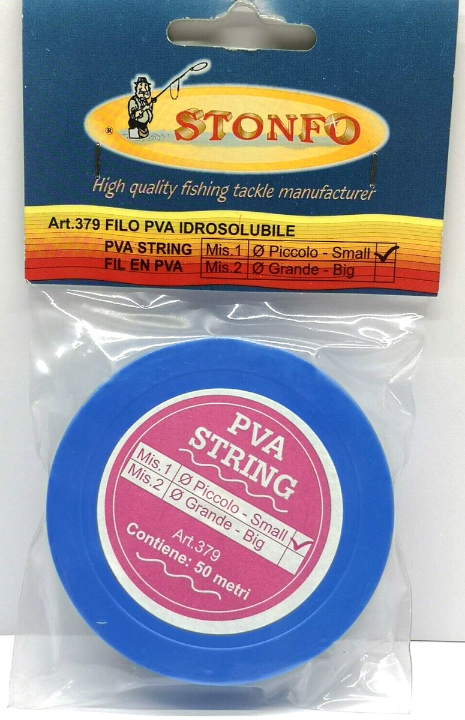 ® STONFO
High quality fishing tackle manufacturer
Art.379 FILO PVA IDROSOLUBILE
PVA STRING Mis.1 Ø Piccolo - Small ✓
FIL EN PVA Mis.2 Ø Grande - Big
PVA
STRING
Mis.1 Ø Piccolo - Small ✓
Mis.2 Ø Grande - Big
Art.379
Contiene: 50 metri